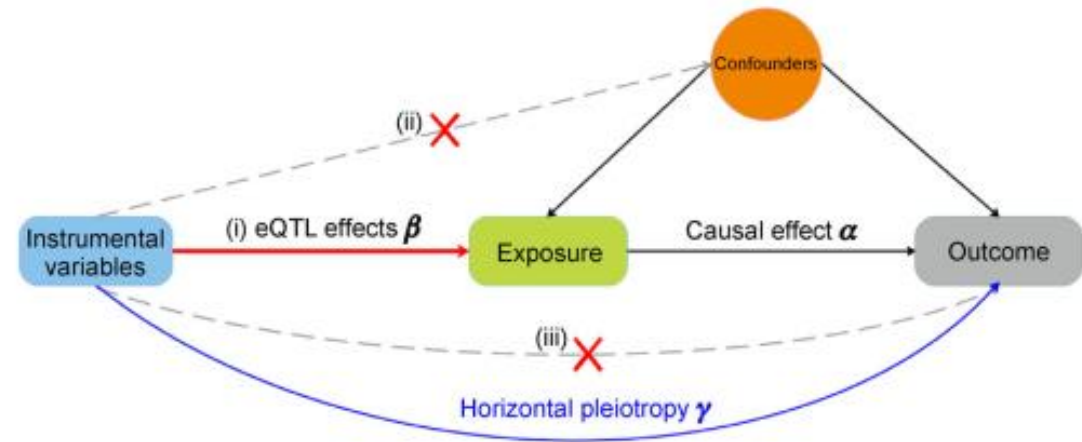 Confounders
(ii)
Instrumental
variables
(i) eQTL effects β
Exposure
Causal effect α
Outcome
(iii)
Horizontal pleiotropy γ